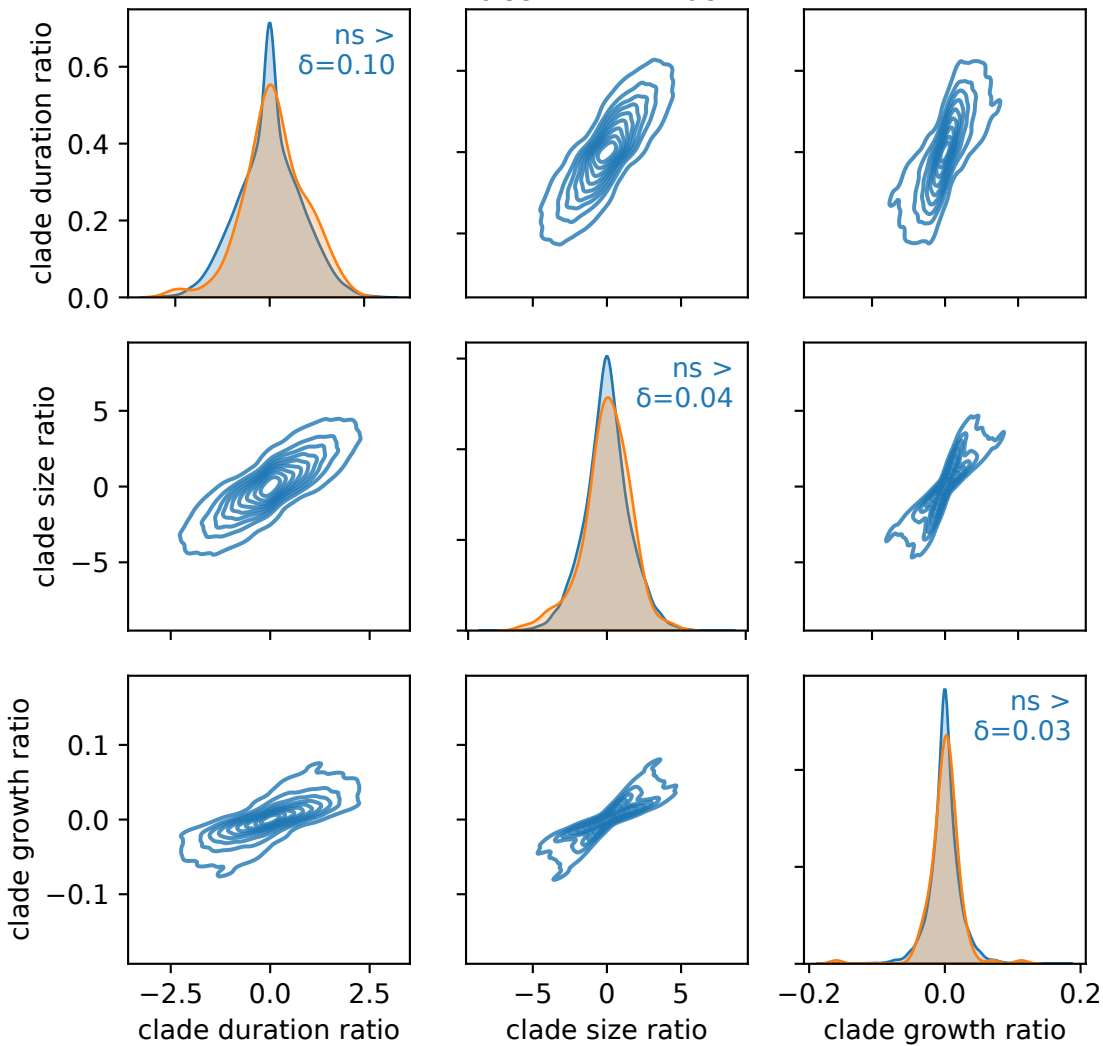 clade duration ratio
0.6
0.4
0.2
0.0
ns >
δ=0.10
clade size ratio
5
0
−5
ns >
δ=0.04
clade growth ratio
0.1
0.0
−0.1
ns >
δ=0.03
−2.5 0.0 2.5
−5 0 5
−0.2 0.0 0.2
clade duration ratio
clade size ratio
clade growth ratio